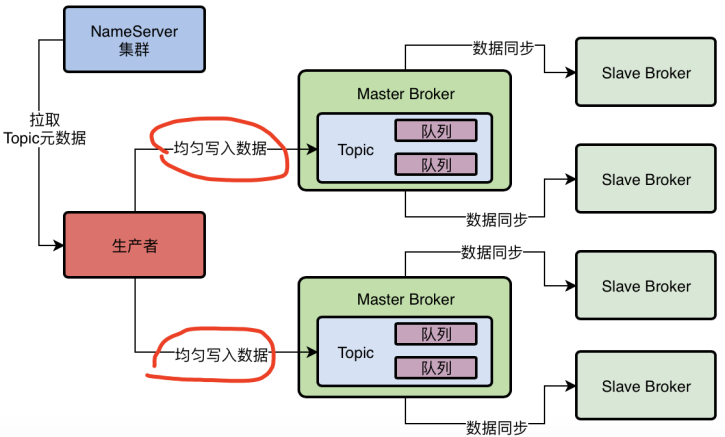 NameServer
集群
拉取
Topic元数据
生产者
均匀写入数据
均匀写入数据
Master Broker
Topic
队列
队列
Master Broker
Topic
队列
队列
数据同步
数据同步
数据同步
数据同步
Slave Broker
Slave Broker
Slave Broker
Slave Broker